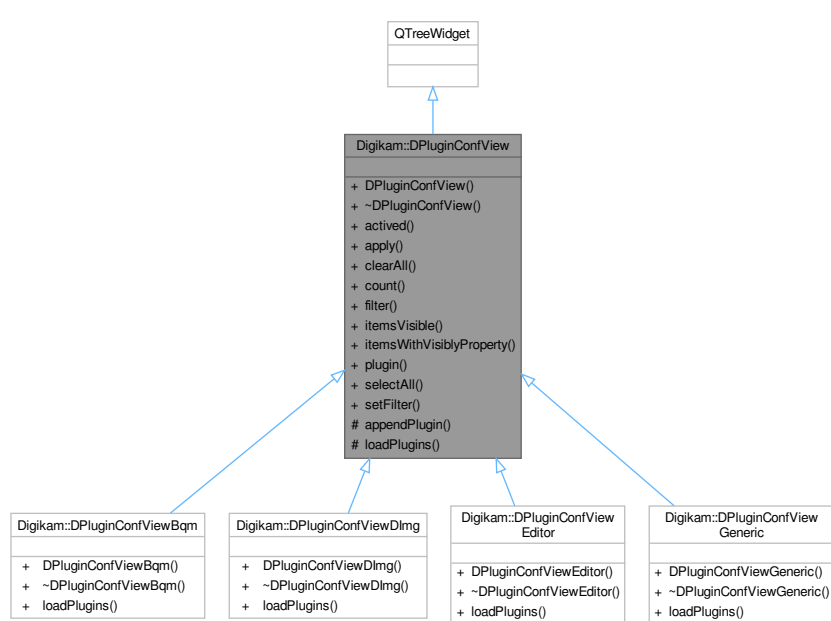 QTreeWidget
Digikam::DPluginConfView
+ DPluginConfView()
+ ~DPluginConfView()
+ actived()
+ apply()
+ clearAll()
+ count()
+ filter()
+ itemsVisible()
+ itemsWithVisiblyProperty()
+ plugin()
+ selectAll()
+ setFilter()
# appendPlugin()
# loadPlugins()
Digikam::DPluginConfViewBqm
+ DPluginConfViewBqm()
+ ~DPluginConfViewBqm()
+ loadPlugins()
Digikam::DPluginConfViewDImg
+ DPluginConfViewDImg()
+ ~DPluginConfViewDImg()
+ loadPlugins()
Digikam::DPluginConfView
Editor
+ DPluginConfViewEditor()
+ ~DPluginConfViewEditor()
+ loadPlugins()
Digikam::DPluginConfView
Generic
+ DPluginConfViewGeneric()
+ ~DPluginConfViewGeneric()
+ loadPlugins()